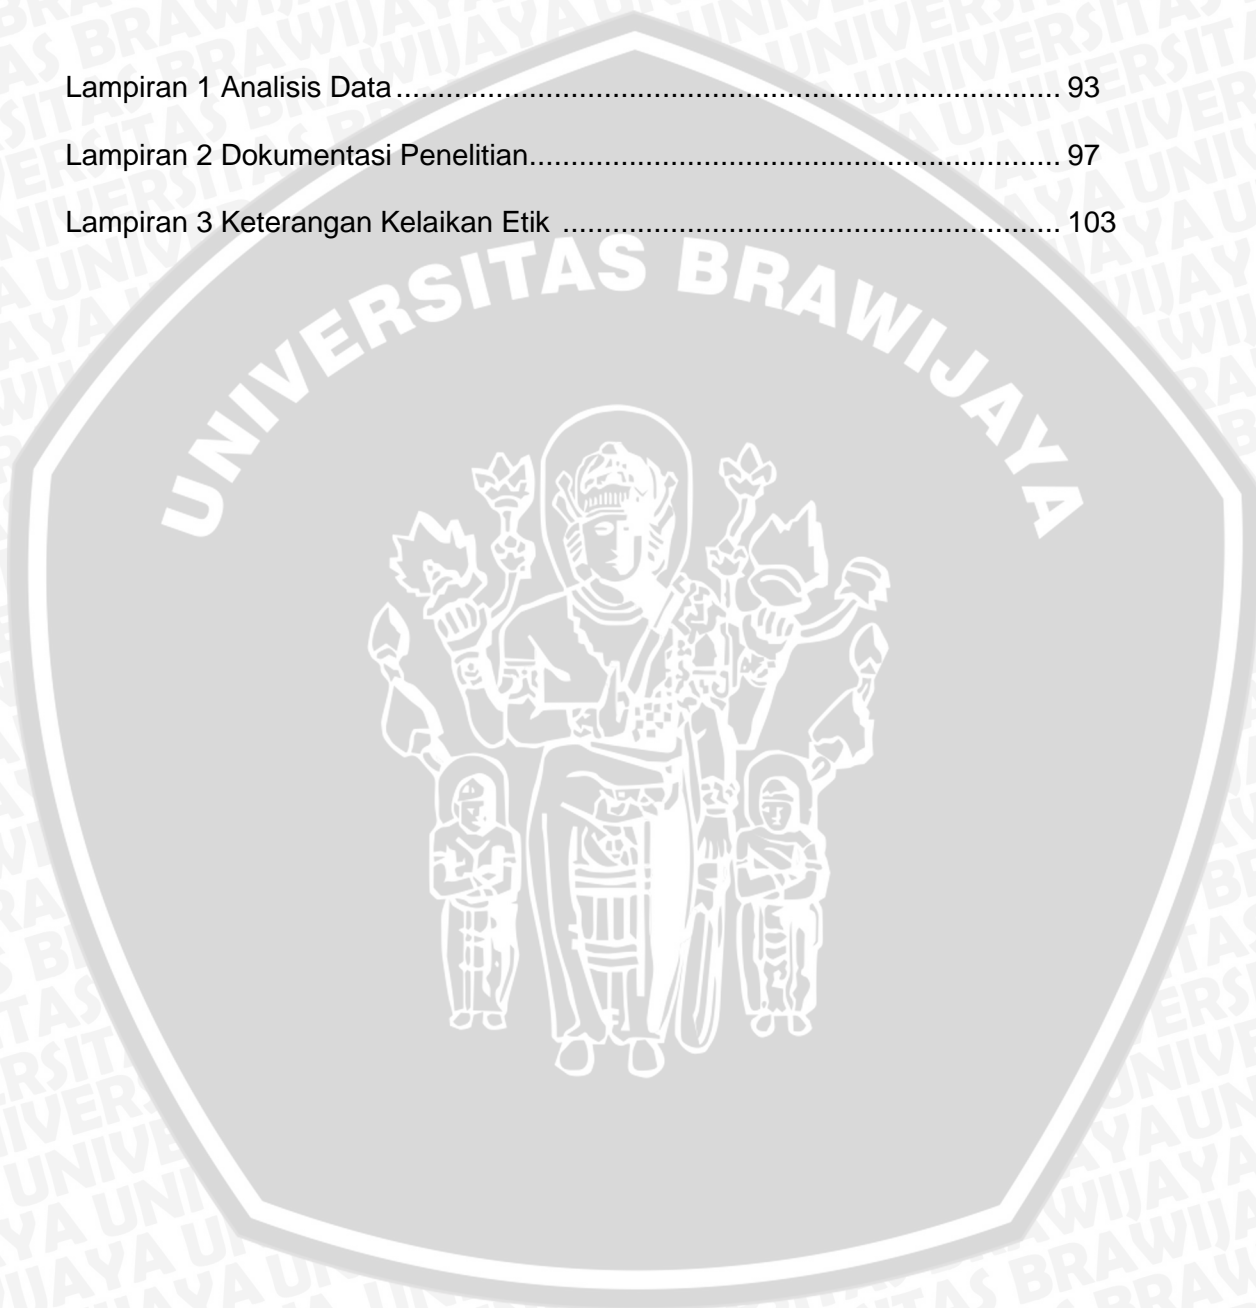 Lampiran 1 Analisis Data ................................................................................ 93
Lampiran 2 Dokumentasi Penelitian................................................................ 97
Lampiran 3 Keterangan Kelaikan Etik ............................................................ 103
UNIVERSITAS BRAWIJAYA